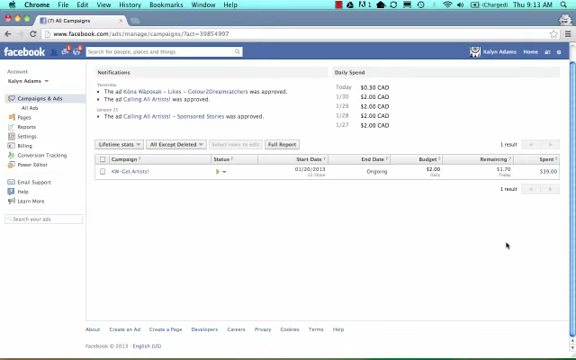 Chrome File Edit View History Bookmarks Window Help (Charged) Thu 9:13 AM
(7) All Campaigns
www.facebook.com/ads/manage/campaigns/?act=39854997
facebook Search for people, places and things Kalyn Adams Home
Account
Kalyn Adams
Campaigns & Ads
All Ads
Pages
Reports
Settings
Billing
Conversion Tracking
Power Editor
Email Support
Help
Learn More
Search your ads
Notifications
Yesterday
• The ad Kōna Wāposak - Likes - Colour2Dreamcatchers was approved.
• The ad Calling All Artists! was approved.
January 25
• The ad Calling All Artists! - Sponsored Stories was approved.
Daily Spend
Today $0.30 CAD
1/30 $2.00 CAD
1/29 $2.00 CAD
1/28 $2.00 CAD
1/27 $2.00 CAD
Lifetime stats All Except Deleted Select rows to edit Full Report 1 result
Campaign Status ? Start Date ? End Date ? Budget ? Remaining ? Spent ?
KW-Get Artists! 01/20/2013 Ongoing $2.00 $1.70 $39.00
Daily Today
1 result
About Create an Ad Create a Page Developers Careers Privacy Cookies Terms Help
Facebook © 2013 · English (US)